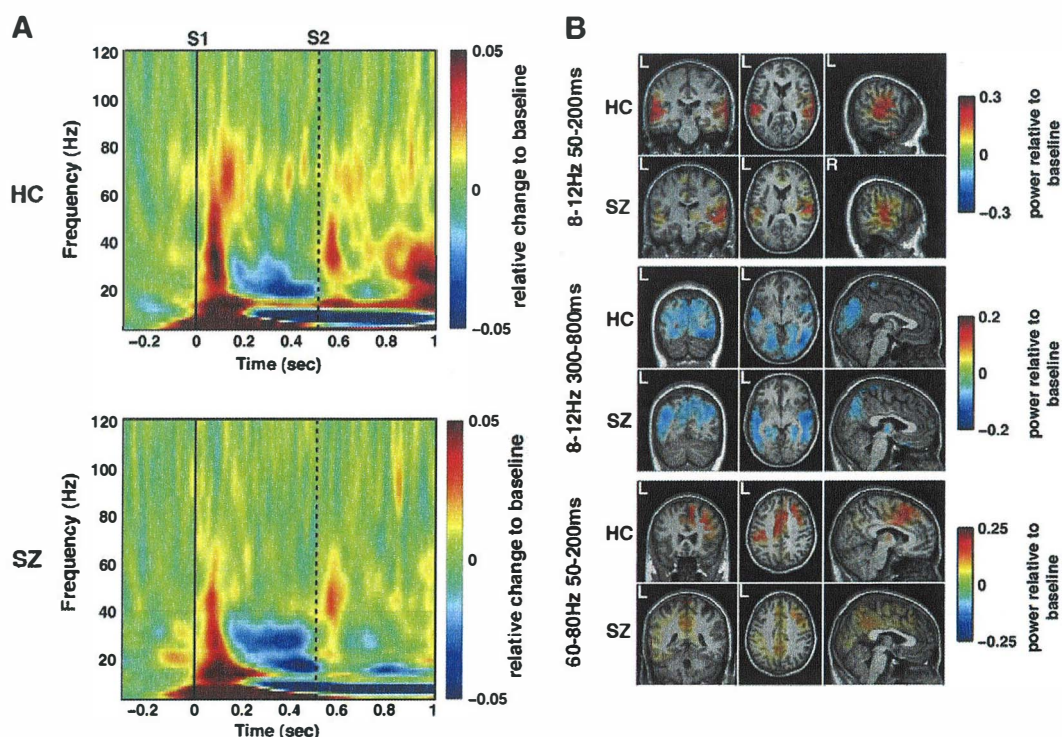 A
S1
S2
120
100
80
60
40
20
Frequency (Hz)
HC
-0.2
0
0.2
0.4
0.6
0.8
1
Time (sec)
0.05
0
-0.05
relative change to baseline
120
100
80
60
40
20
Frequency (Hz)
SZ
-0.2
0
0.2
0.4
0.6
0.8
1
Time (sec)
0.05
0
-0.05
relative change to baseline
B
8-12Hz 50-200ms
HC
L
L
L
SZ
L
L
R
0.3
0
-0.3
power relative to
baseline
8-12Hz 300-800ms
HC
L
L
SZ
L
L
0.2
0
-0.2
power relative to
baseline
60-80Hz 50-200ms
HC
L
L
SZ
L
L
0.25
0
-0.25
power relative to
baseline